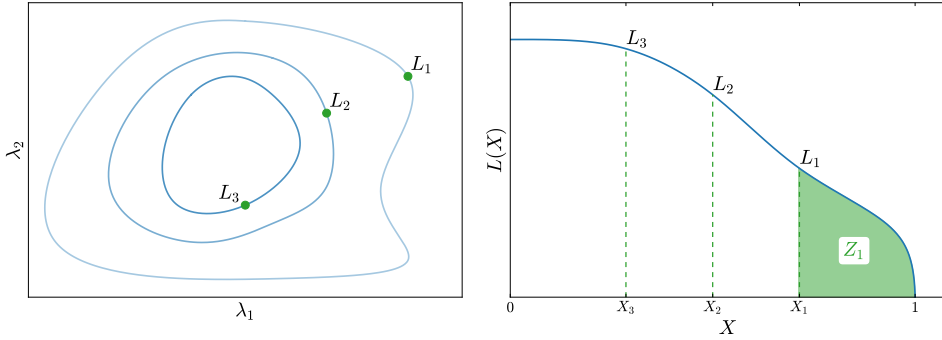 L₁
L₂
L₃
λ₂
λ₁
L₃
L₂
L₁
Z₁
L(X)
0
X₃
X₂
X₁
1
X